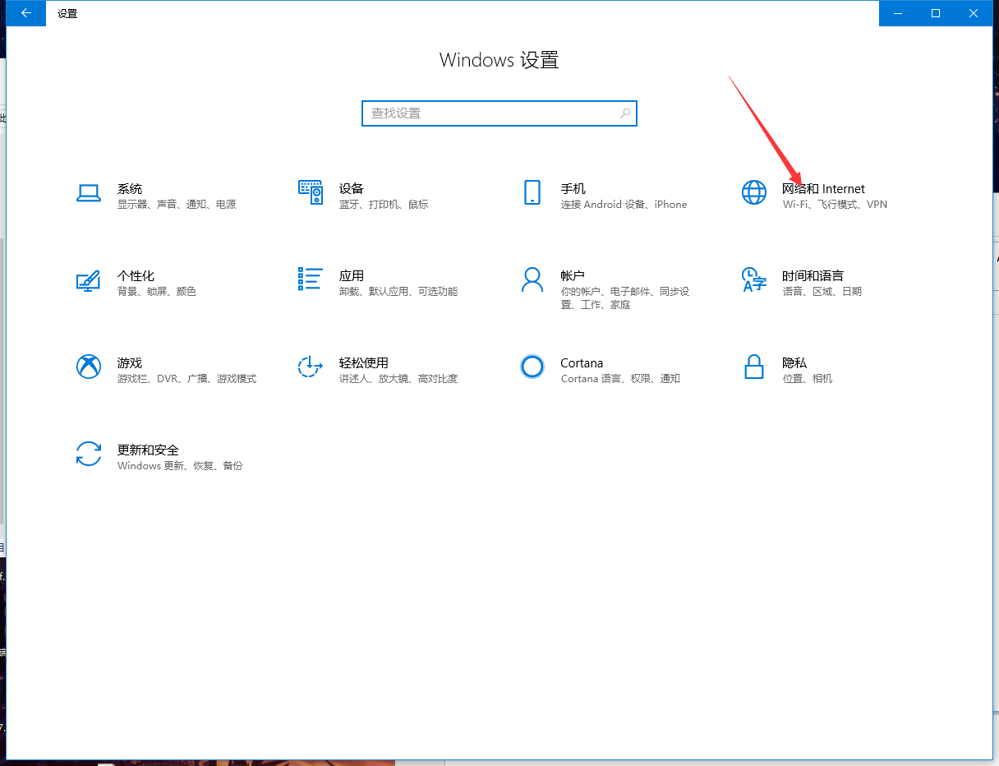 设置
Windows 设置
查找设置
系统
显示器、声音、通知、电源
设备
蓝牙、打印机、鼠标
手机
连接 Android 设备、iPhone
网络和 Internet
Wi-Fi、飞行模式、VPN
个性化
背景、锁屏、颜色
应用
卸载、默认应用、可选功能
帐户
你的帐户、电子邮件、同步设
置、工作、家庭
时间和语言
语音、区域、日期
游戏
游戏栏、DVR、广播、游戏模式
轻松使用
讲述人、放大镜、高对比度
Cortana
Cortana 语言、权限、通知
隐私
位置、相机
更新和安全
Windows 更新、恢复、备份